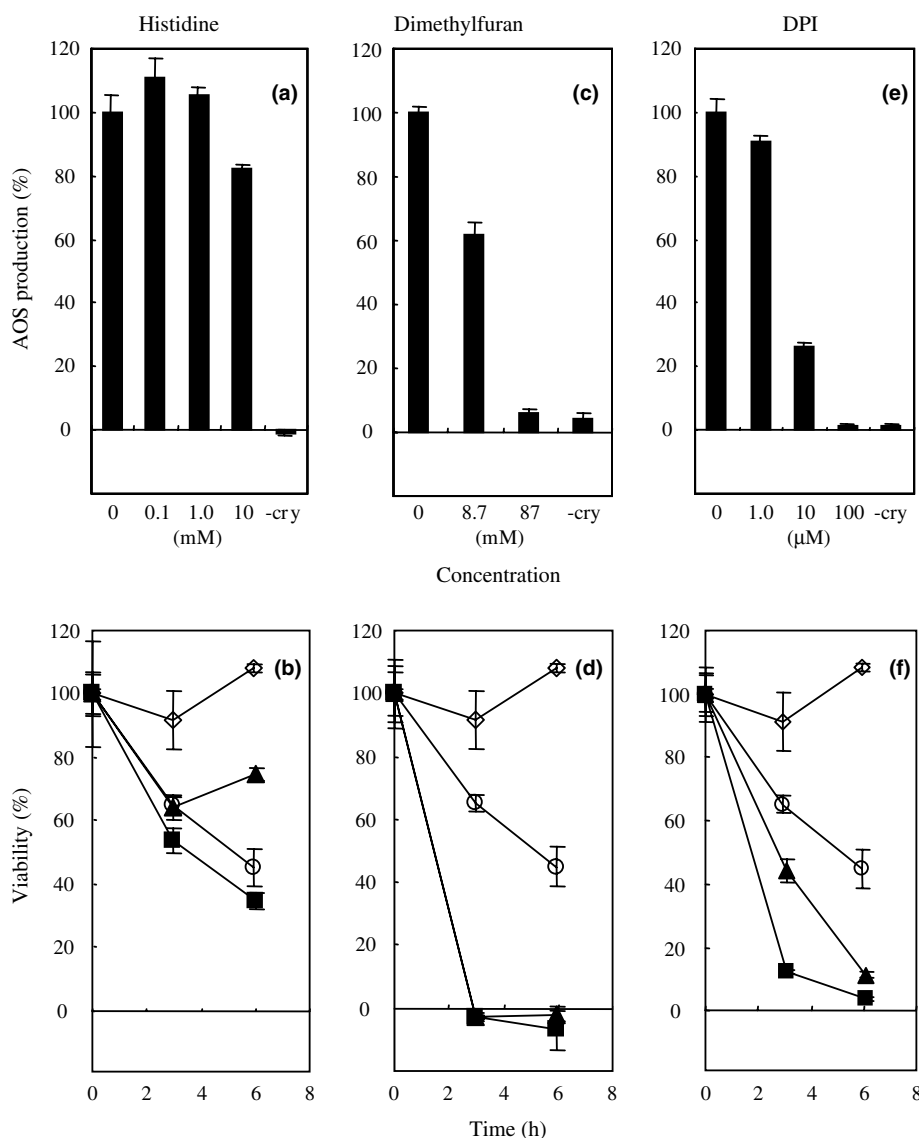 Histidine
Dimethylfuran
DPI
AOS production (%)
120
100
80
60
40
20
0
(a)
0 0.1 1.0 10 -cry
(mM)
120
100
80
60
40
20
0
(c)
0 8.7 87 -cry
(mM)
120
100
80
60
40
20
0
(e)
0 1.0 10 100 -cry
(μM)
Concentration
Viability (%)
120
100
80
60
40
20
0
(b)
0 2 4 6 8
120
100
80
60
40
20
0
(d)
0 2 4 6 8
120
100
80
60
40
20
0
(f)
0 2 4 6 8
Time (h)